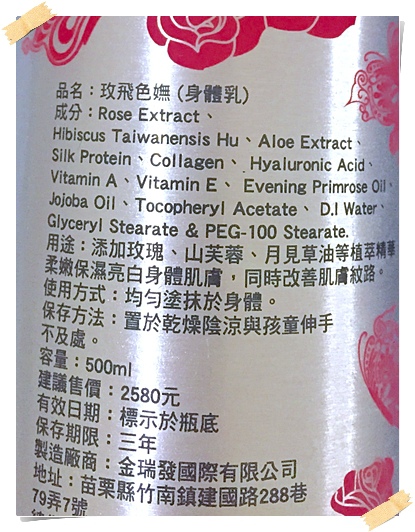 品名：玫飛色嫵（身體乳）
成分：Rose Extract、
Hibiscus Taiwanensis Hu、Aloe Extract、
Silk Protein、Collagen、Hyaluronic Acid、
Vitamin A、Vitamin E、Evening Primrose Oil、
Jojoba Oil、Tocopheryl Acetate、D.I Water、
Glyceryl Stearate & PEG-100 Stearate.
用途：添加玫瑰、山芙蓉、月見草油等植萃精華
柔嫩保濕亮白身體肌膚，同時改善肌膚紋路。
使用方式：均勻塗抹於身體。
保存方法：置於乾燥陰涼與孩童伸手
不及處。
容量：500ml
建議售價：2580元
有效日期：標示於瓶底
保存期限：三年
製造廠商：金瑞發國際有限公司
地址：苗栗縣竹南鎮建國路288巷
79弄7號